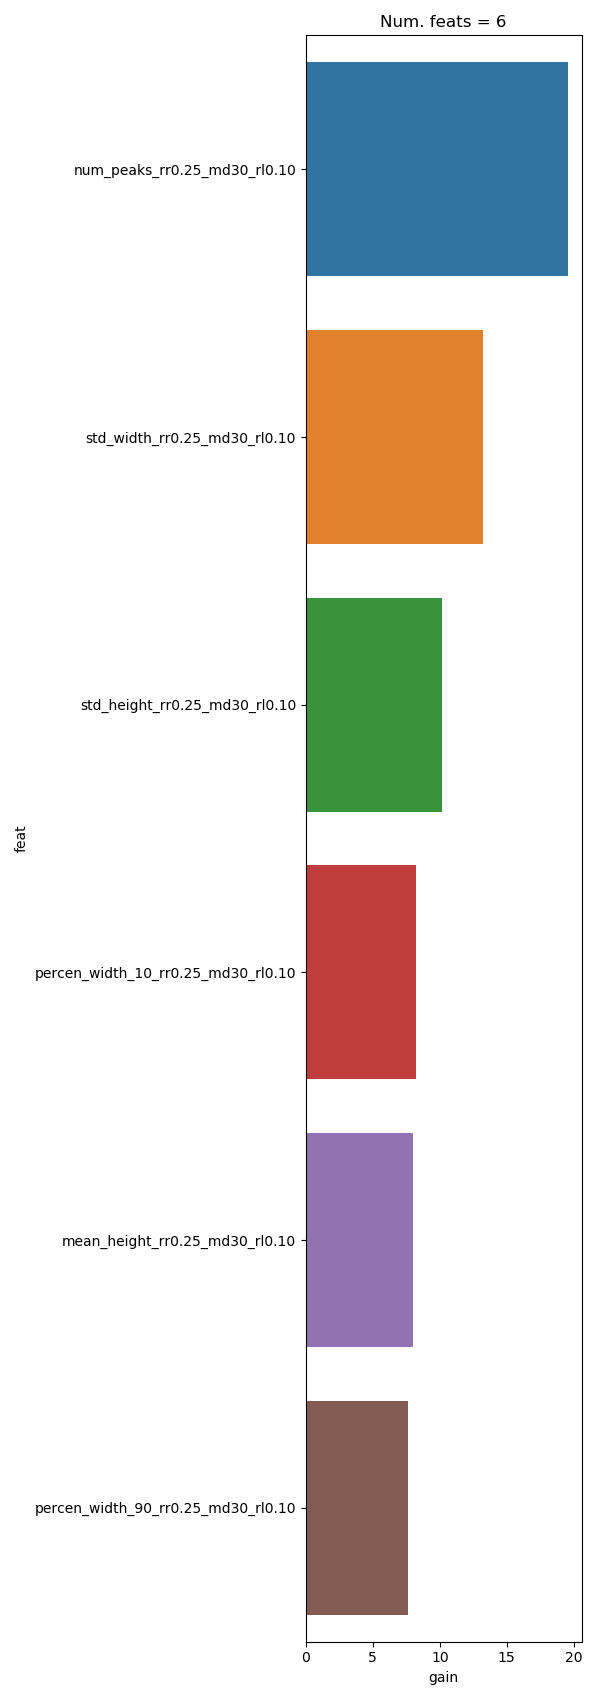 Num. feats = 6
num_peaks_rr0.25_md30_rl0.10
std_width_rr0.25_md30_rl0.10
std_height_rr0.25_md30_rl0.10
feat
percen_width_10_rr0.25_md30_rl0.10
mean_height_rr0.25_md30_rl0.10
percen_width_90_rr0.25_md30_rl0.10
0 5 10 15 20
gain